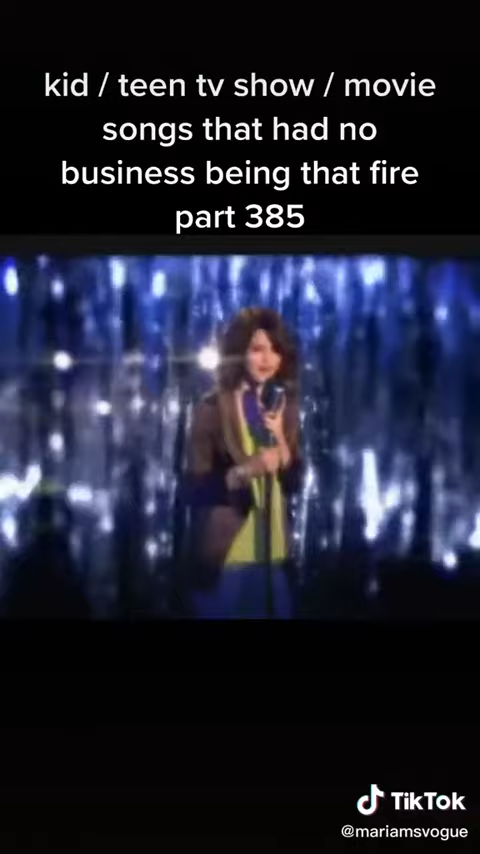 kid / teen tv show / movie
songs that had no
business being that fire
part 385
TikTok
@mariamsvogue